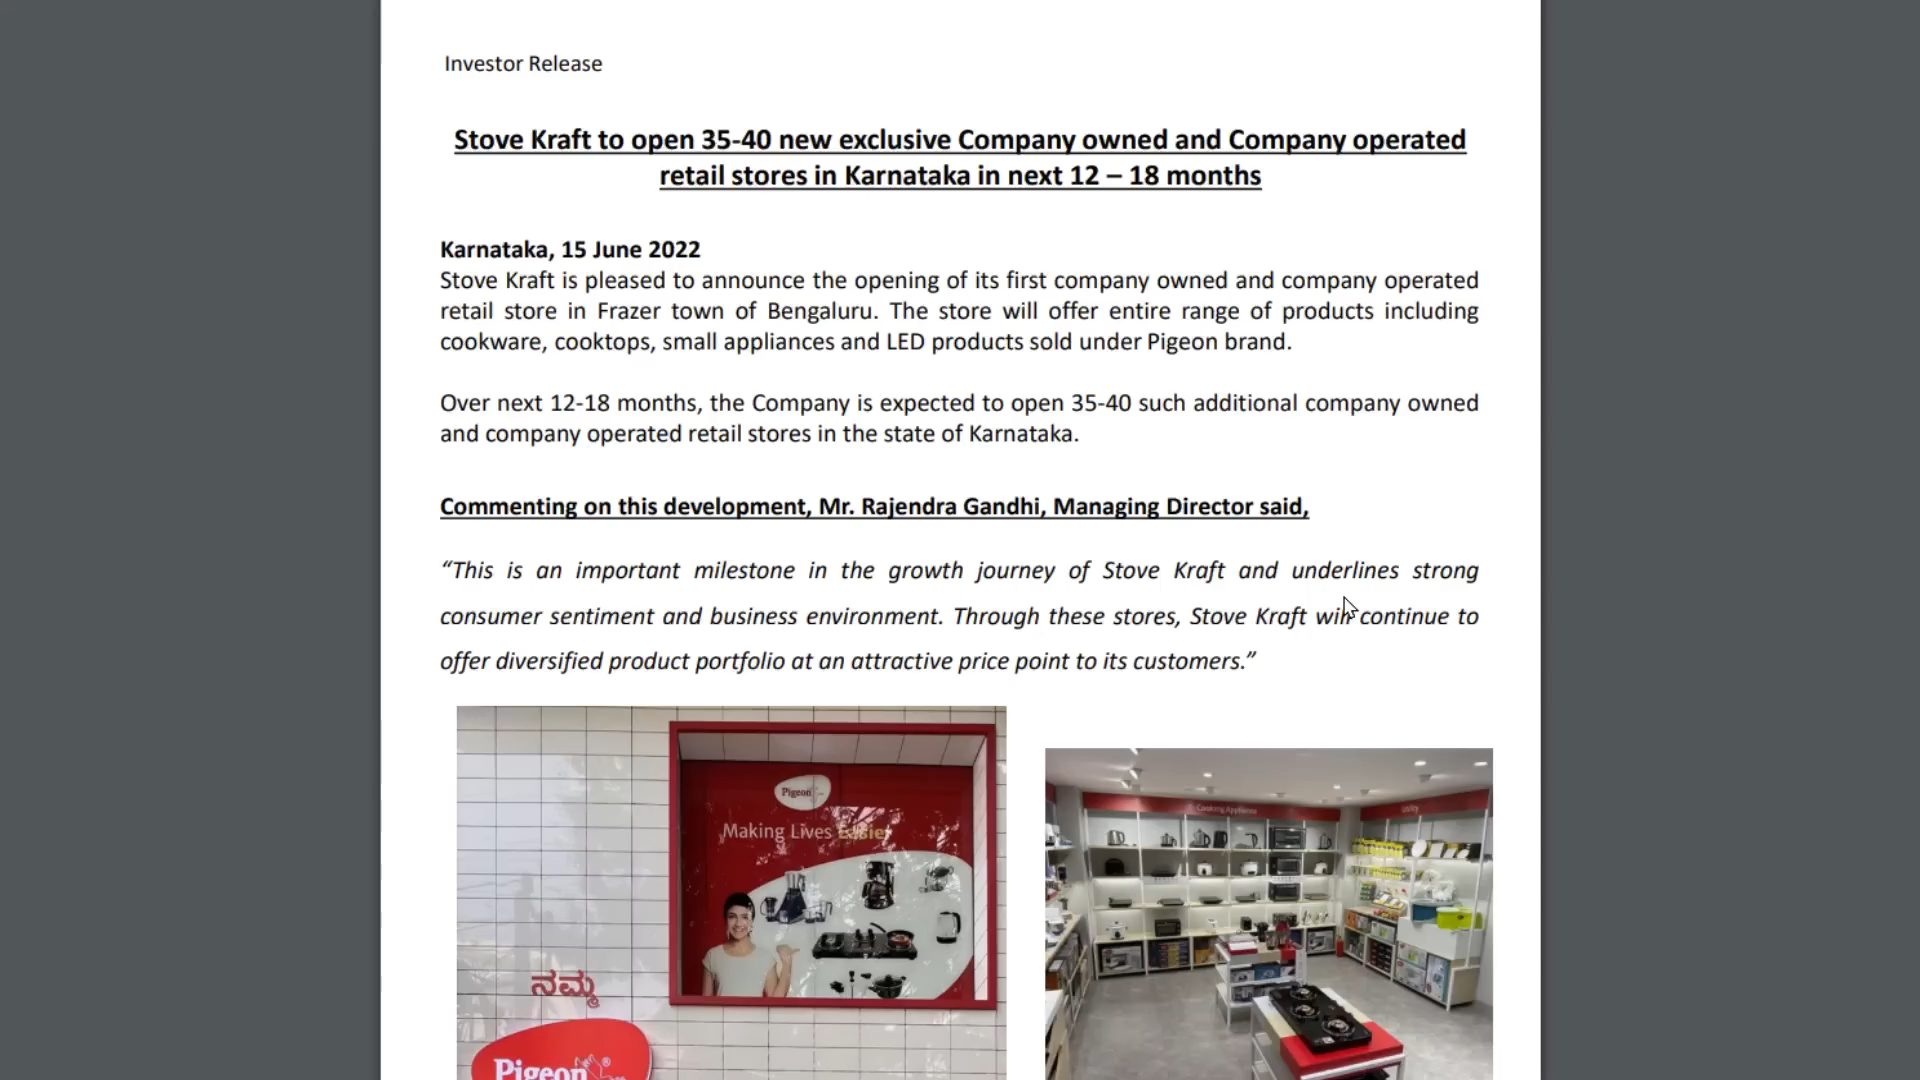 Investor Release
Stove Kraft to open 35-40 new exclusive Company owned and Company operated
retail stores in Karnataka in next 12 – 18 months
Karnataka, 15 June 2022
Stove Kraft is pleased to announce the opening of its first company owned and company operated
retail store in Frazer town of Bengaluru. The store will offer entire range of products including
cookware, cooktops, small appliances and LED products sold under Pigeon brand.
Over next 12-18 months, the Company is expected to open 35-40 such additional company owned
and company operated retail stores in the state of Karnataka.
Commenting on this development, Mr. Rajendra Gandhi, Managing Director said,
“This is an important milestone in the growth journey of Stove Kraft and underlines strong
consumer sentiment and business environment. Through these stores, Stove Kraft will continue to
offer diversified product portfolio at an attractive price point to its customers.”
Pigeon
Making Lives Easier
ನಮ್ಮ
Pigeon®
Cooking Appliance
Utility